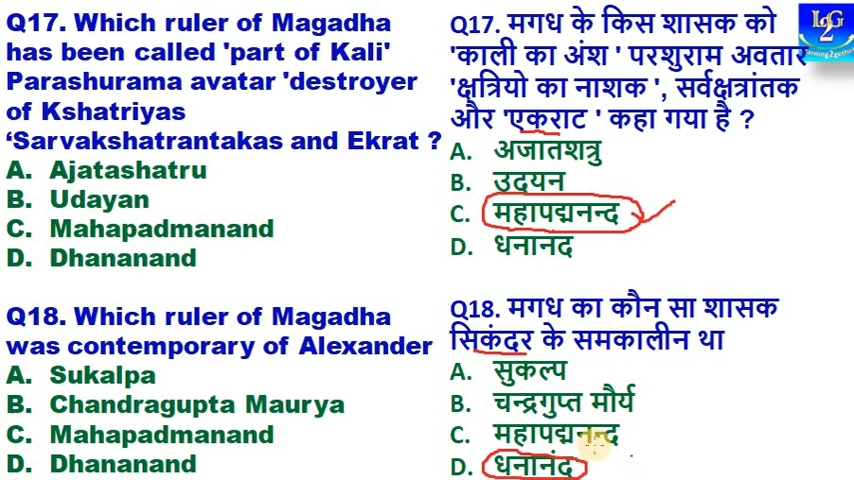 Q17. Which ruler of Magadha
has been called 'part of Kali'
Parashurama avatar 'destroyer
of Kshatriyas
‘Sarvakshatrantakas and Ekrat ?
A. Ajatashatru
B. Udayan
C. Mahapadmanand
D. Dhananand
Q18. Which ruler of Magadha
was contemporary of Alexander
A. Sukalpa
B. Chandragupta Maurya
C. Mahapadmanand
D. Dhananand
Q17. मगध के किस शासक को
'काली का अंश ' परशुराम अवतार
'क्षत्रियो का नाशक ', सर्वक्षत्रांतक
और 'एकराट ' कहा गया है ?
A. अजातशत्रु
B. उदयन
C. महापद्मनन्द
D. धनानद
Q18. मगध का कौन सा शासक
सिकंदर के समकालीन था
A. सुकल्प
B. चन्द्रगुप्त मौर्य
C. महापद्मनन्द
D. धनानंद
L2G